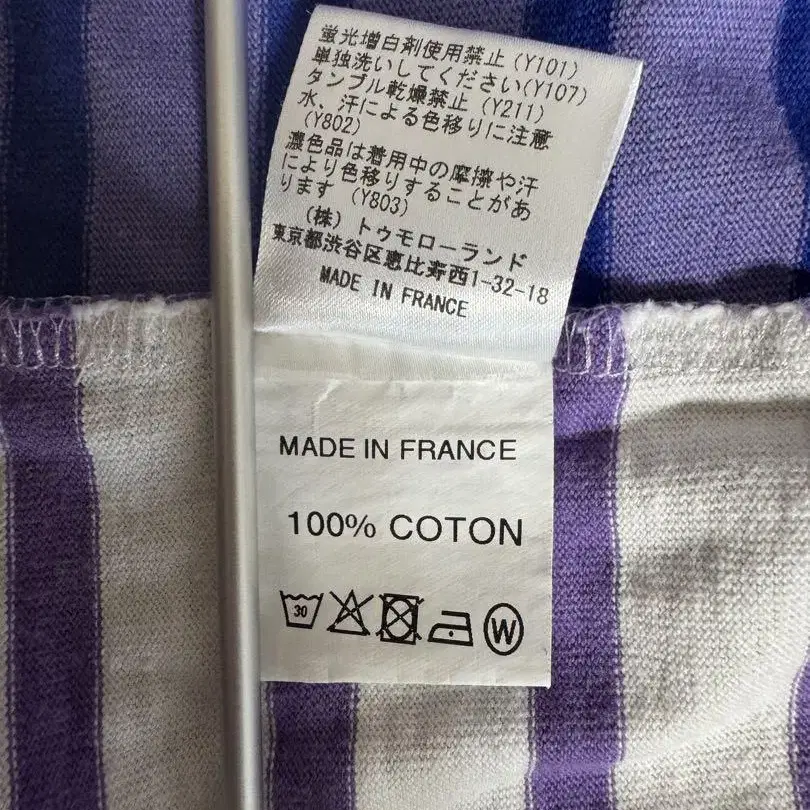 蛍光増白剤使用禁止 (Y101)
単独洗いしてください(Y107)
タンブル乾燥禁止 (Y211)
水、汗による色移りに注意
(Y802)
濃色品は着用中の摩擦や汗
により色移りすることがあ
ります (Y803)
(株) トゥモローランド
東京都渋谷区恵比寿西1-32-18
MADE IN FRANCE
MADE IN FRANCE
100% COTON
30
W